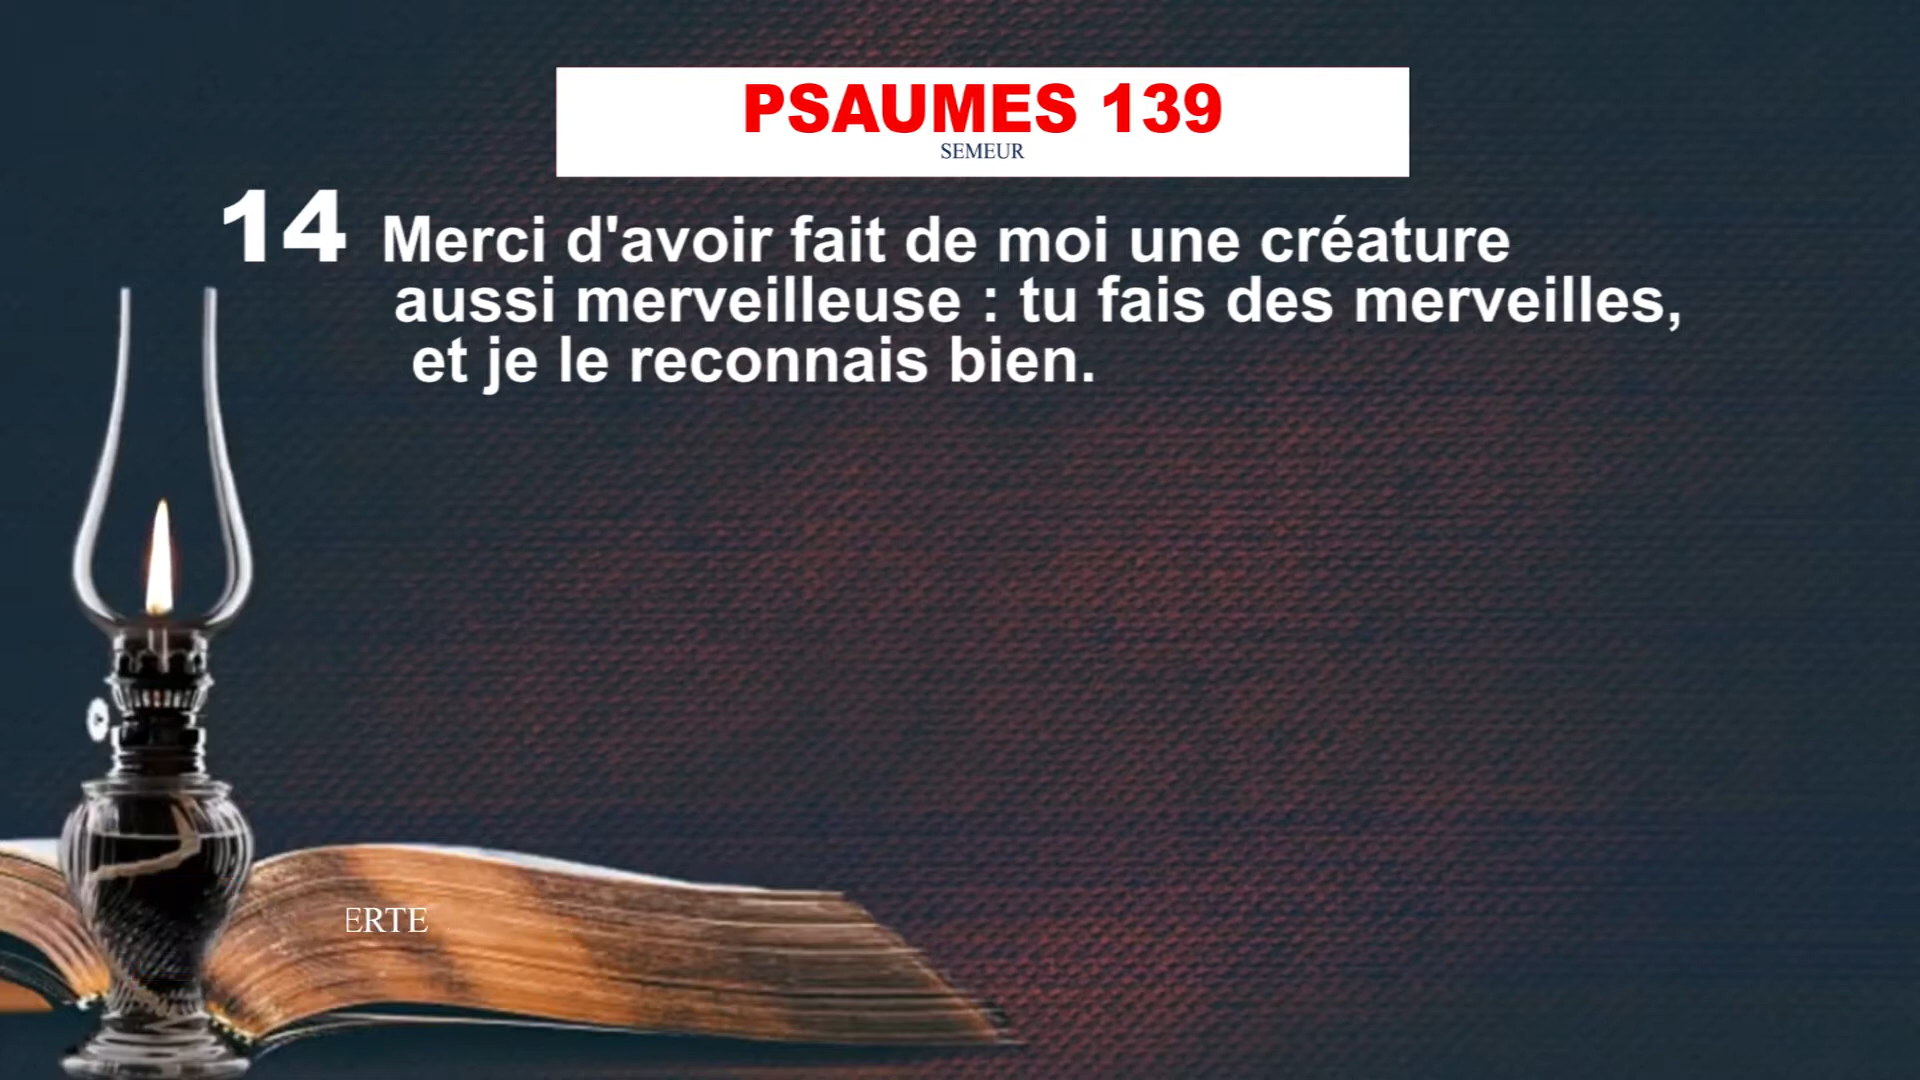 PSAUMES 139
SEMEUR
14 Merci d'avoir fait de moi une créature
aussi merveilleuse : tu fais des merveilles,
et je le reconnais bien.
ERTE